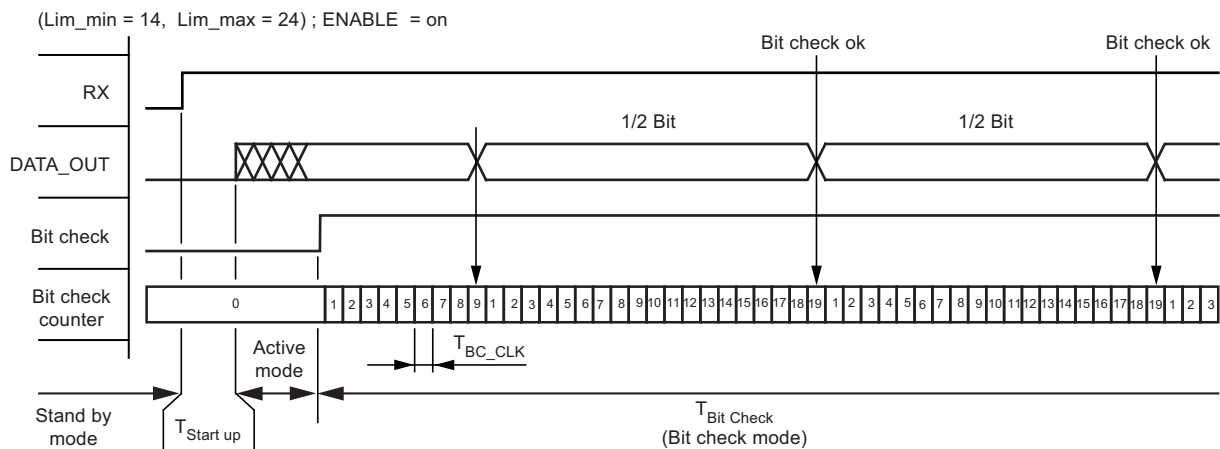 (Lim_min = 14, Lim_max = 24) ; ENABLE = on
Bit check ok Bit check ok
RX
1/2 Bit 1/2 Bit
DATA_OUT
Bit check
Bit check
counter
0 1 2 3 4 5 6 7 8 9 1 2 3 4 5 6 7 8 9 10 11 12 13 14 15 16 17 18 19 1 2 3 4 5 6 7 8 9 10 11 12 13 14 15 16 17 18 19 1 2 3
T_BC_CLK
Active
mode
Stand by
mode
T_Start up
T_Bit Check
(Bit check mode)